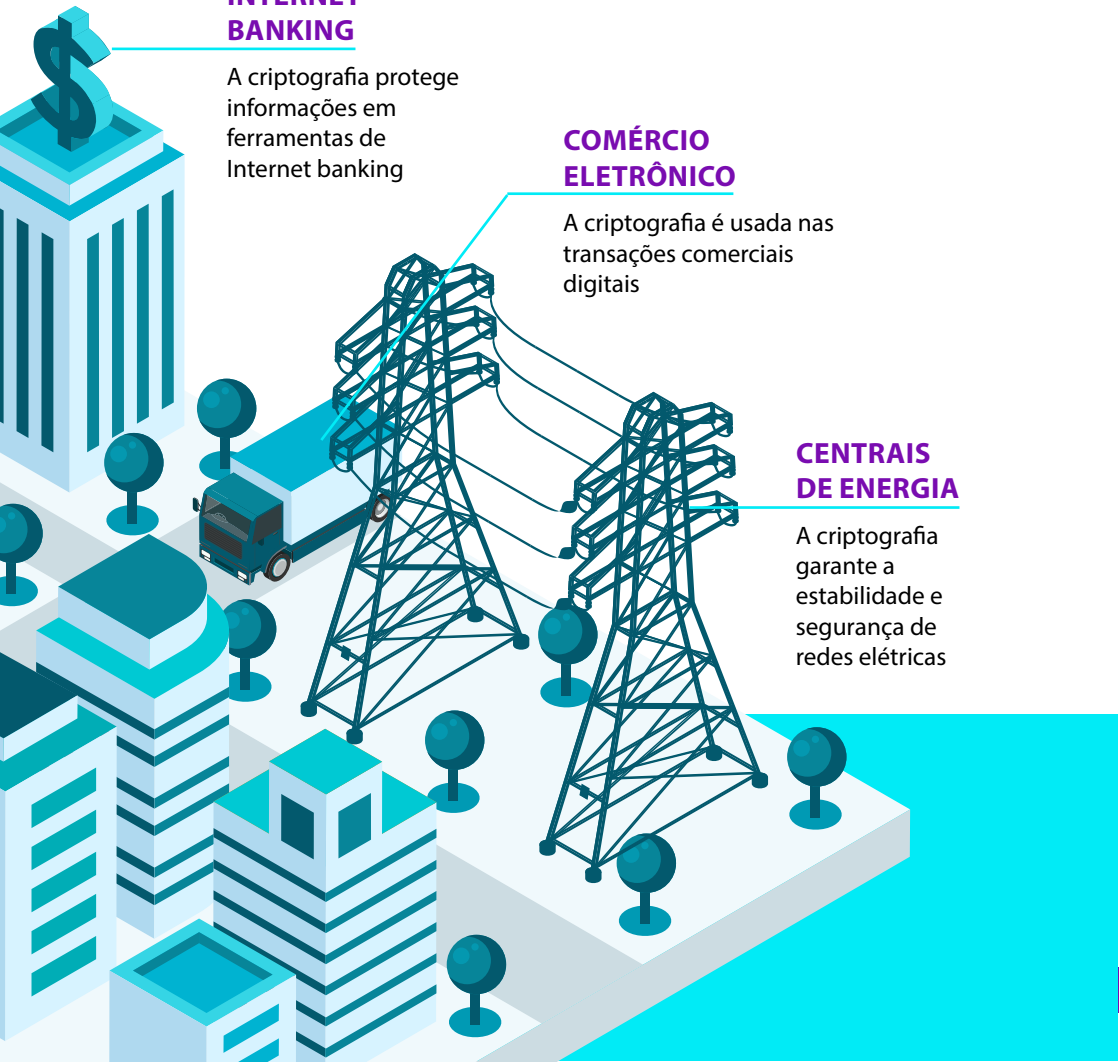 INTERNET
BANKING
A criptografia protege
informações em
ferramentas de
Internet banking
COMÉRCIO
ELETRÔNICO
A criptografia é usada nas
transações comerciais
digitais
CENTRAIS
DE ENERGIA
A criptografia
garante a
estabilidade e
segurança de
redes elétricas